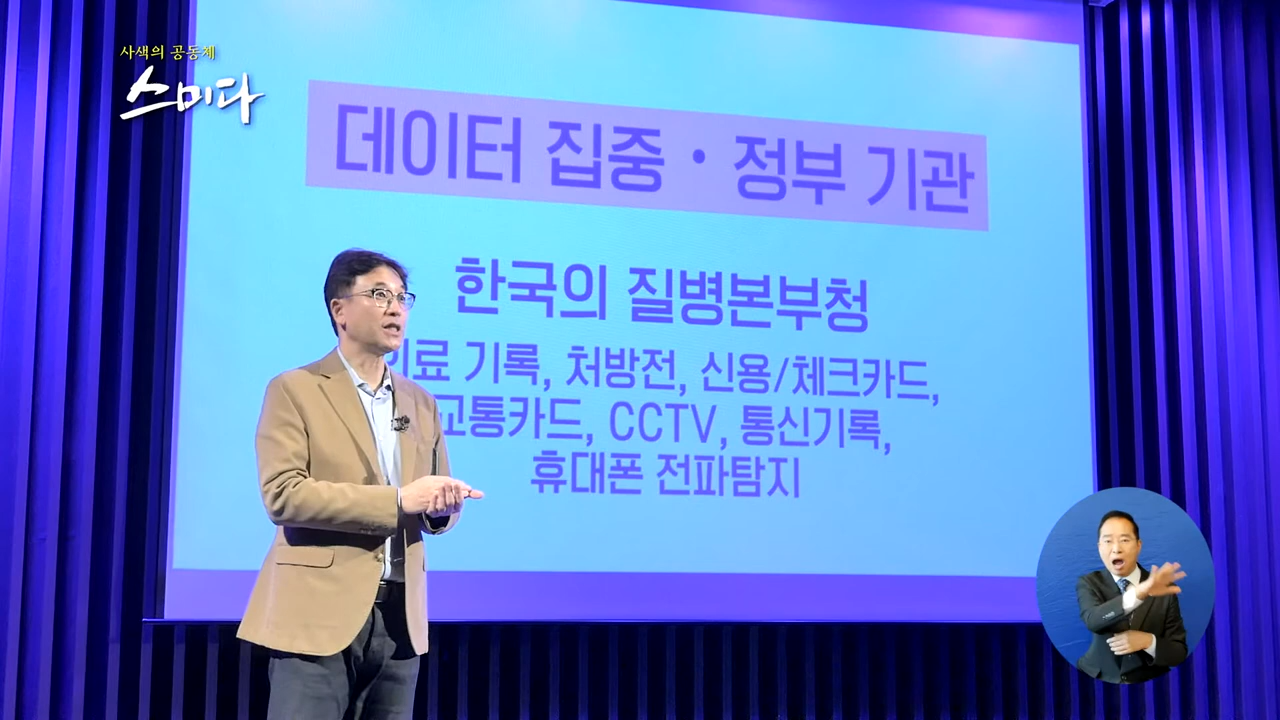 사색의 공동체
스미다
데이터 집중·정부 기관
한국의 질병본부청
의료 기록, 처방전, 신용/체크카드,
교통카드, CCTV, 통신기록,
휴대폰 전파탐지